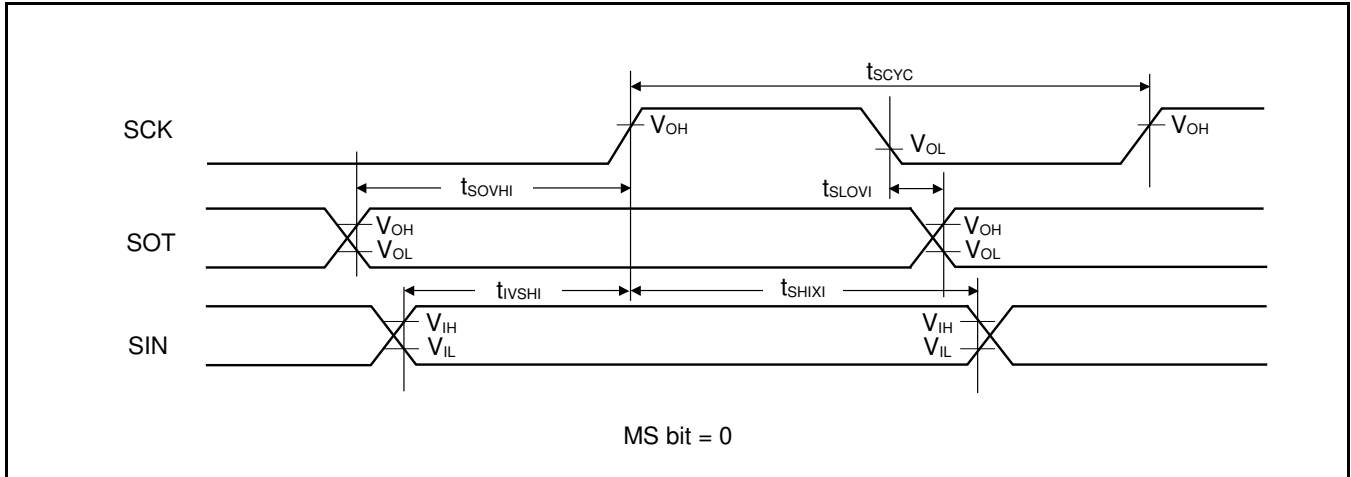 tSCYC
SCK
VOH
VOL
VOH
tSOVHI
tSLOVI
SOT
VOH
VOL
VOH
VOL
tIVSHI
tSHIXI
SIN
VIH
VIL
VIH
VIL
MS bit = 0